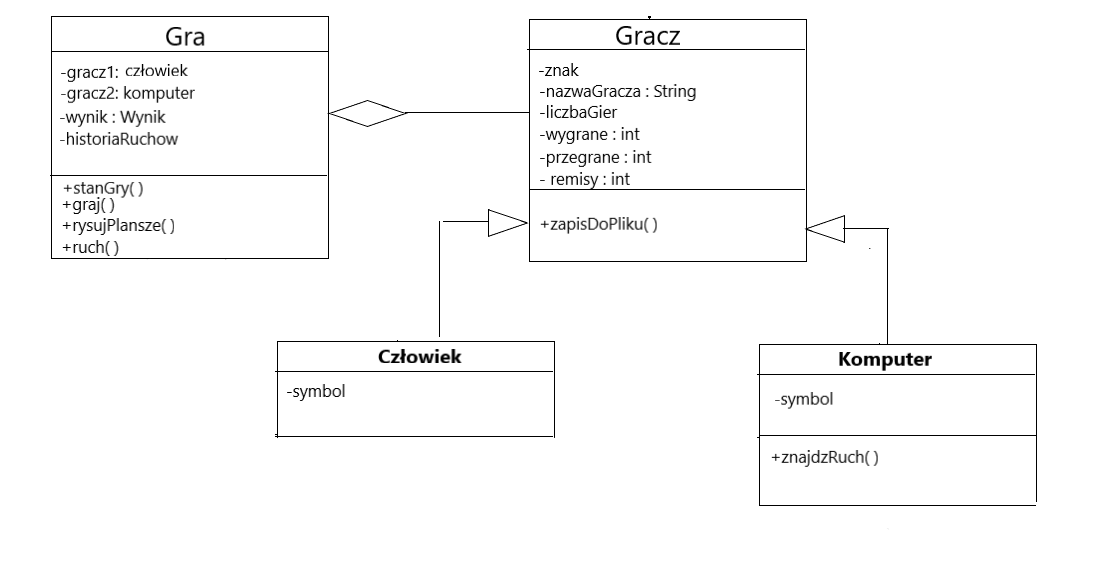 Gra
-gracz1: człowiek
-gracz2: komputer
-wynik : Wynik
-historiaRuchow
+stanGry( )
+graj( )
+rysujPlansze( )
+ruch( )
Gracz
-znak
-nazwaGracza : String
-liczbaGier
-wygrane : int
-przegrane : int
- remisy : int
+zapisDoPliku( )
Człowiek
-symbol
Komputer
-symbol
+znajdzRuch( )